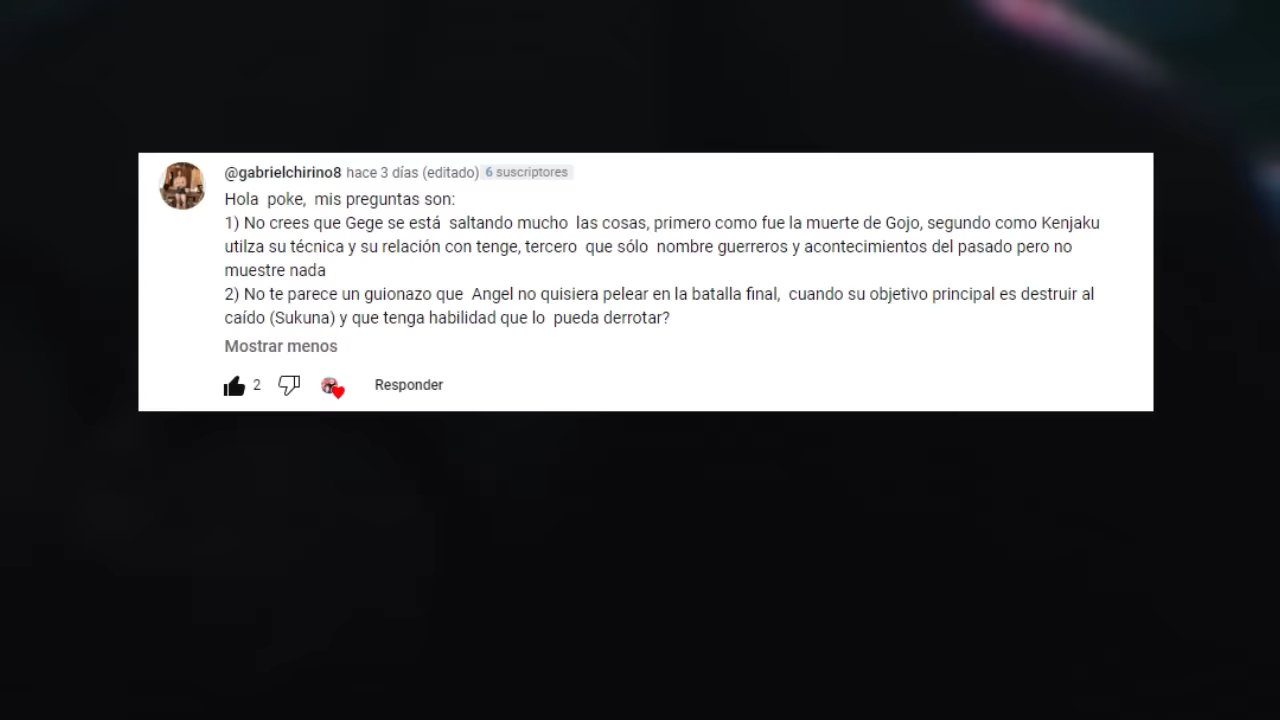 @gabrielchirino8 hace 3 días (editado) 6 suscriptores
Hola poke, mis preguntas son:
1) No crees que Gege se está saltando mucho las cosas, primero como fue la muerte de Gojo, segundo como Kenjaku
utilza su técnica y su relación con tenge, tercero que sólo nombre guerreros y acontecimientos del pasado pero no
muestre nada
2) No te parece un guionazo que Angel no quisiera pelear en la batalla final, cuando su objetivo principal es destruir al
caído (Sukuna) y que tenga habilidad que lo pueda derrotar?
Mostrar menos
2 Responder